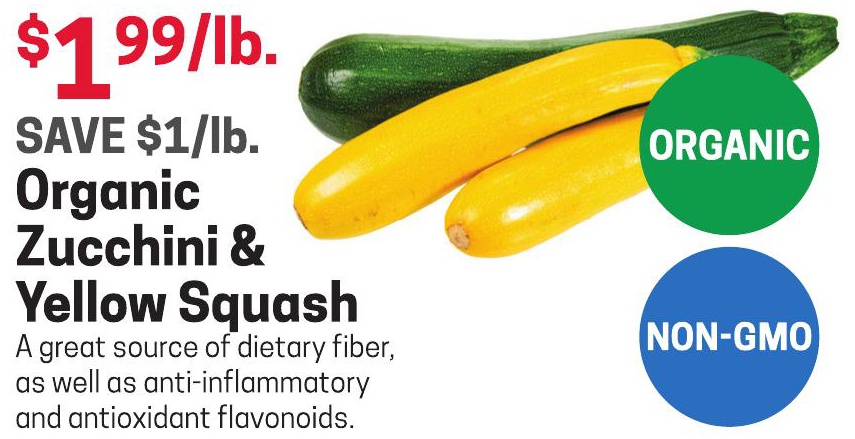 $1 99/lb.
SAVE $1/lb.
Organic
Zucchini &
Yellow Squash
A great source of dietary fiber,
as well as anti-inflammatory
and antioxidant flavonoids.
ORGANIC
NON-GMO